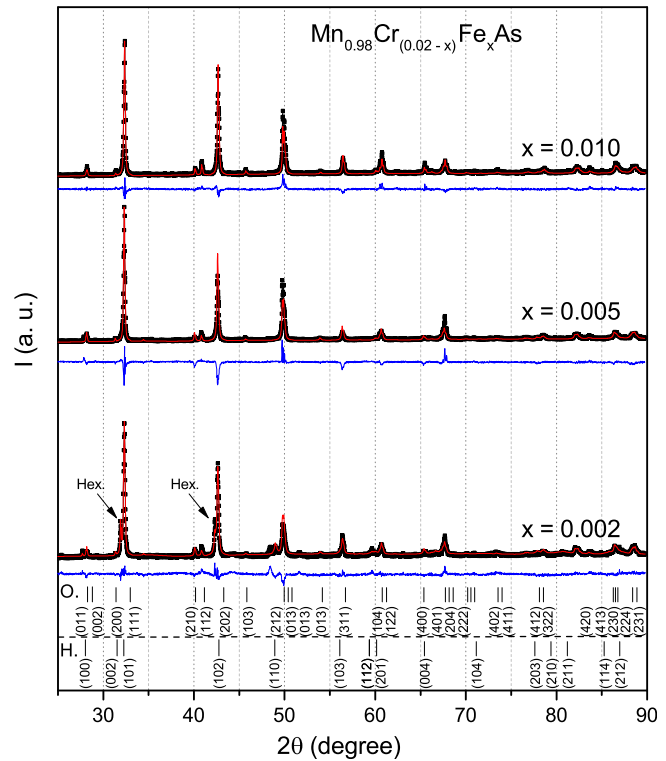 Mn0.98Cr(0.02 - x)FexAs
x = 0.010
x = 0.005
Hex.
Hex.
x = 0.002
I (a. u.)
O.
(011) (002) (200) (111) (210) (112) (202) (103) (212) (013) (013) (013) (311) (104) (122) (400) (401) (204) (222) (402) (411) (412) (322) (420) (413) (230) (224) (231)
H.
(100) (002) (101) (102) (110) (103) (112) (201) (004) (104) (203) (210) (211) (114) (212)
30 40 50 60 70 80 90
2θ (degree)